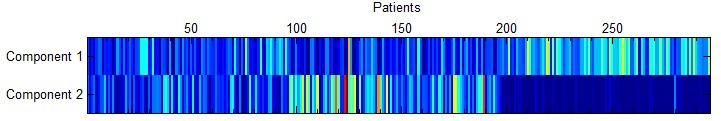 Patients
50 100 150 200 250
Component 1
Component 2